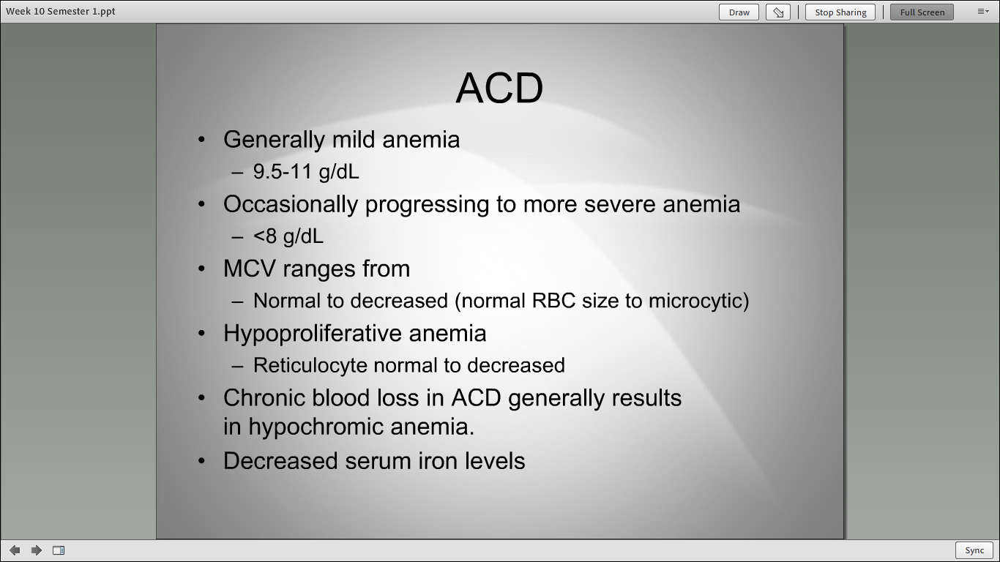 Week 10 Semester 1.ppt
Draw
Stop Sharing
Full Screen
ACD
• Generally mild anemia
– 9.5-11 g/dL
• Occasionally progressing to more severe anemia
– <8 g/dL
• MCV ranges from
– Normal to decreased (normal RBC size to microcytic)
• Hypoproliferative anemia
– Reticulocyte normal to decreased
• Chronic blood loss in ACD generally results
in hypochromic anemia.
• Decreased serum iron levels
Sync